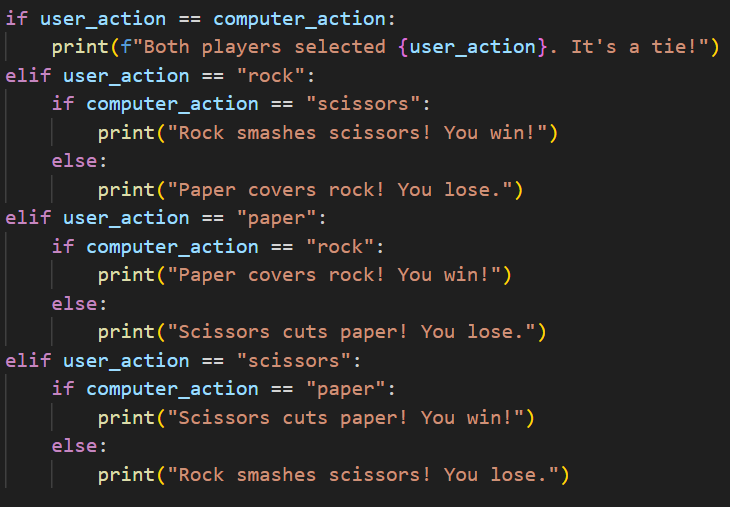 if user_action == computer_action:
    print(f"Both players selected {user_action}. It's a tie!")
elif user_action == "rock":
    if computer_action == "scissors":
        print("Rock smashes scissors! You win!")
    else:
        print("Paper covers rock! You lose.")
elif user_action == "paper":
    if computer_action == "rock":
        print("Paper covers rock! You win!")
    else:
        print("Scissors cuts paper! You lose.")
elif user_action == "scissors":
    if computer_action == "paper":
        print("Scissors cuts paper! You win!")
    else:
        print("Rock smashes scissors! You lose.")